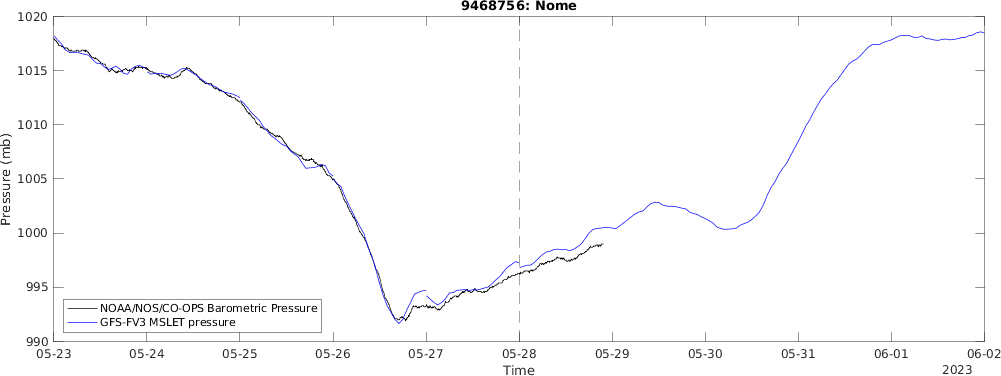 9468756: Nome
Pressure (mb)
1020
1015
1010
1005
1000
995
990
NOAA/NOS/CO-OPS Barometric Pressure
GFS-FV3 MSLET pressure
05-23 05-24 05-25 05-26 05-27 05-28 05-29 05-30 05-31 06-01 06-02
Time
2023